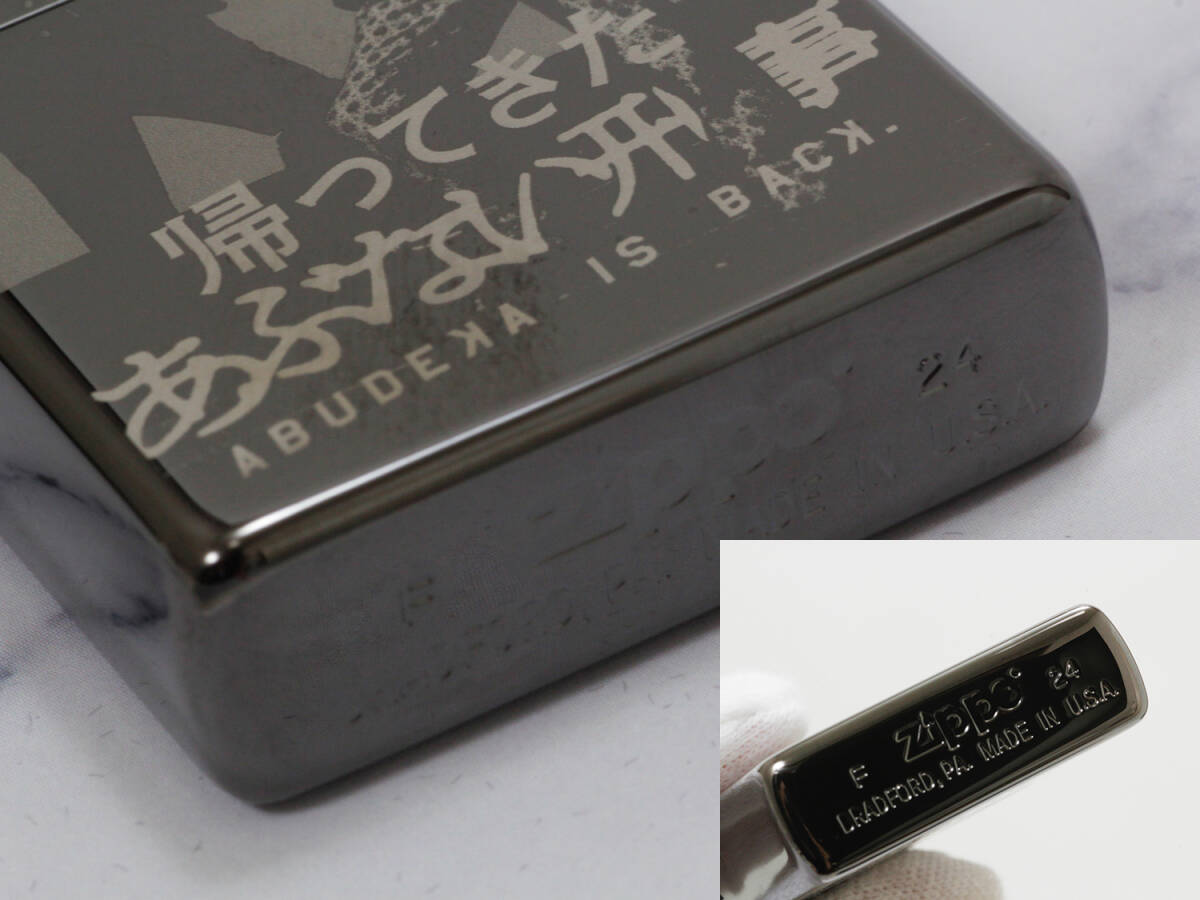 帰ってきた
あぶない刑事
ABUDEKA IS BACK.
zippo
F 24
MADE IN U.S.A.
zippo
F 24
BRADFORD, PA. MADE IN U.S.A.